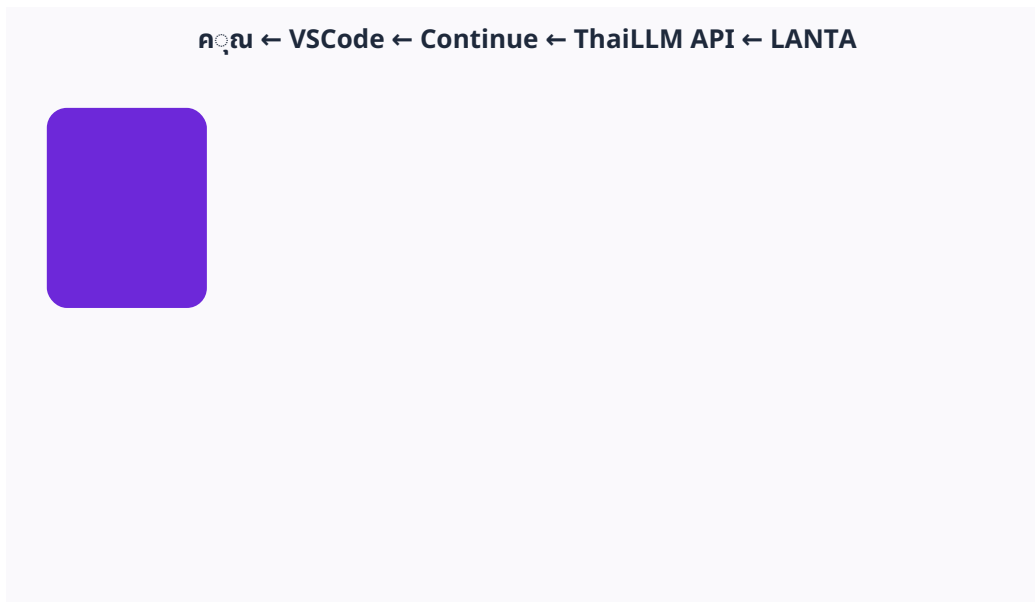 คุณ ← VSCode ← Continue ← ThaiLLM API ← LANTA